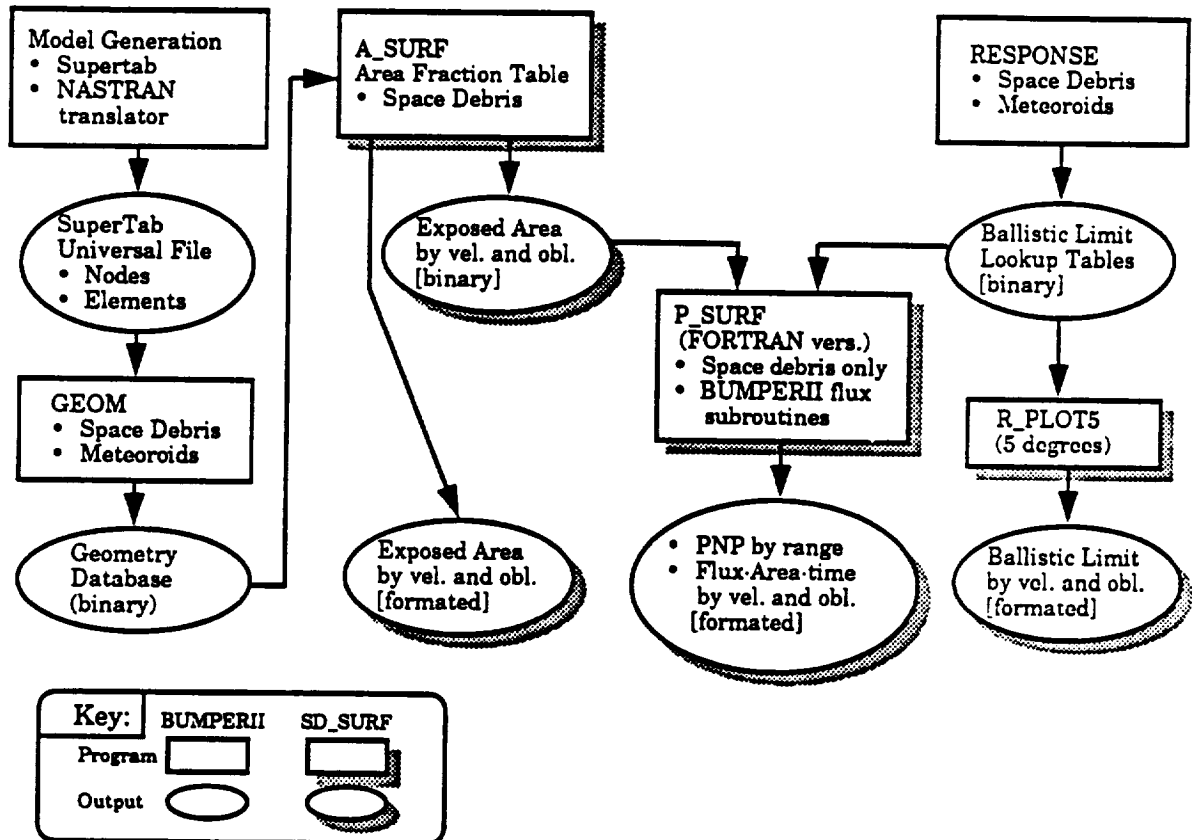 Model Generation
• Supertab
• NASTRAN
translator
SuperTab
Universal File
• Nodes
• Elements
GEOM
• Space Debris
• Meteoroids
Geometry
Database
(binary)
A_SURF
Area Fraction Table
• Space Debris
Exposed Area
by vel. and obl.
[binary]
Exposed Area
by vel. and obl.
[formated]
P_SURF
(FORTRAN vers.)
• Space debris only
• BUMPERII flux
subroutines
• PNP by range
• Flux·Area·time
by vel. and obl.
[formated]
RESPONSE
• Space Debris
• Meteoroids
Ballistic Limit
Lookup Tables
[binary]
R_PLOT5
(5 degrees)
Ballistic Limit
by vel. and obl.
[formated]
Key: BUMPERII SD_SURF
Program
Output